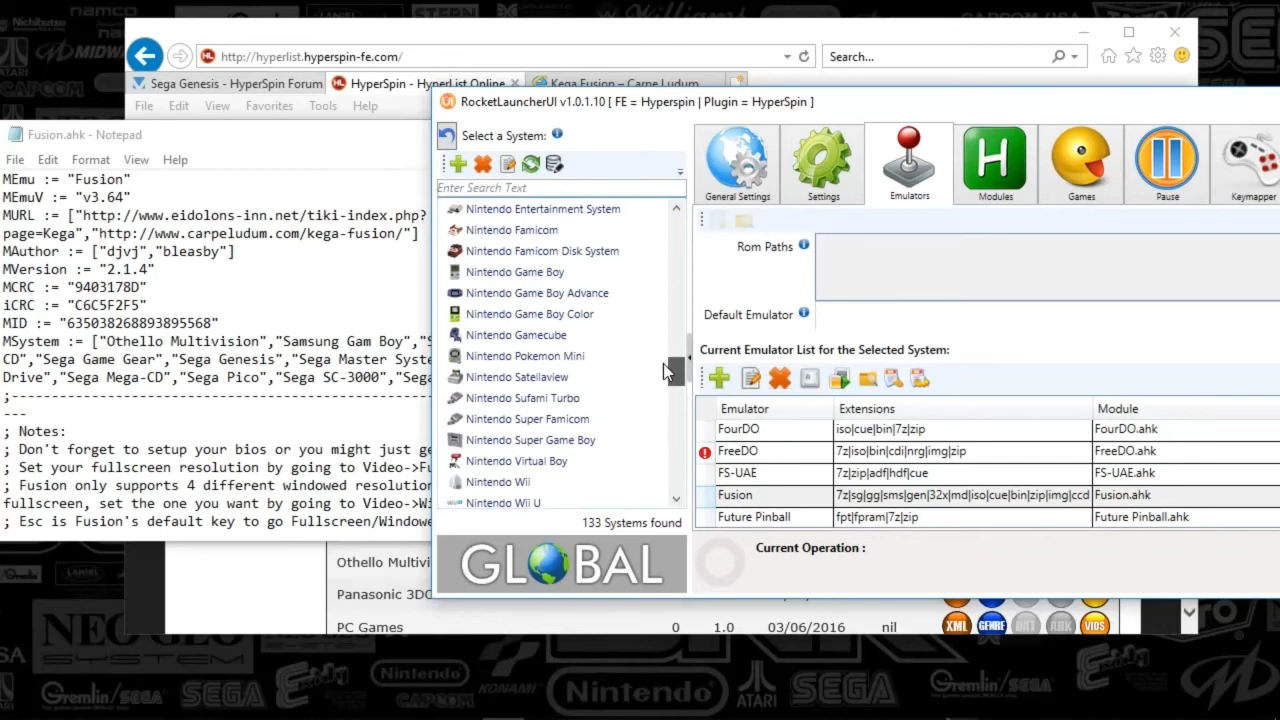 http://hyperlist.hyperspin-fe.com/
Search...
Sega Genesis - HyperSpin Forum
HyperSpin - HyperList Online
Kega Fusion – Carpe Ludum
File Edit View Favorites Tools Help
RocketLauncherUI v1.0.1.10 [ FE = Hyperspin | Plugin = HyperSpin ]
Fusion.ahk - Notepad
File Edit Format View Help
MEmu := "Fusion"
MEmuV := "v3.64"
MURL := ["http://www.eidolons-inn.net/tiki-index.php?
page=Kega","http://www.carpeludum.com/kega-fusion/"]
MAuthor := ["djvj","bleasby"]
MVersion := "2.1.4"
MCRC := "9403178D"
iCRC := "C6C5F2F5"
MID := "635038268893895568"
MSystem := ["Othello Multivision","Samsung Gam Boy","S
CD","Sega Game Gear","Sega Genesis","Sega Master Syste
Drive","Sega Mega-CD","Sega Pico","Sega SC-3000","Sega
; Notes:
; Don't forget to setup your bios or you might just ge
; Set your fullscreen resolution by going to Video->Fu
; Fusion only supports 4 different windowed resolution
fullscreen, set the one you want by going to Video->Wi
; Esc is Fusion's default key to go Fullscreen/Windowe
Select a System:
Enter Search Text
Nintendo Entertainment System
Nintendo Famicom
Nintendo Famicom Disk System
Nintendo Game Boy
Nintendo Game Boy Advance
Nintendo Game Boy Color
Nintendo Gamecube
Nintendo Pokemon Mini
Nintendo Satellaview
Nintendo Sufami Turbo
Nintendo Super Famicom
Nintendo Super Game Boy
Nintendo Virtual Boy
Nintendo Wii
Nintendo Wii U
133 Systems found
GLOBAL
General Settings
Settings
Emulators
Modules
Games
Pause
Keymapper
Rom Paths
Default Emulator
Current Emulator List for the Selected System:
Emulator Extensions Module
FourDO iso|cue|bin|7z|zip FourDO.ahk
FreeDO 7z|iso|bin|cdi|nrg|img|zip FreeDO.ahk
FS-UAE 7z|zip|adf|hdf|cue FS-UAE.ahk
Fusion 7z|sg|gg|sms|gen|32x|md|iso|cue|bin|zip|img|ccd Fusion.ahk
Future Pinball fpt|fpram|7z|zip Future Pinball.ahk
Current Operation :
Othello Multivi
Panasonic 3DO
PC Games 0 1.0 03/06/2016 nil
XML GENRE DAT AHK VIDS
NEO GEO
SYSTEM
Gremlin/SEGA
SEGA
Nintendo
CAPCOM
KONAMI
Nintendo
ATARI
SEGA
Gremlin/SEGA